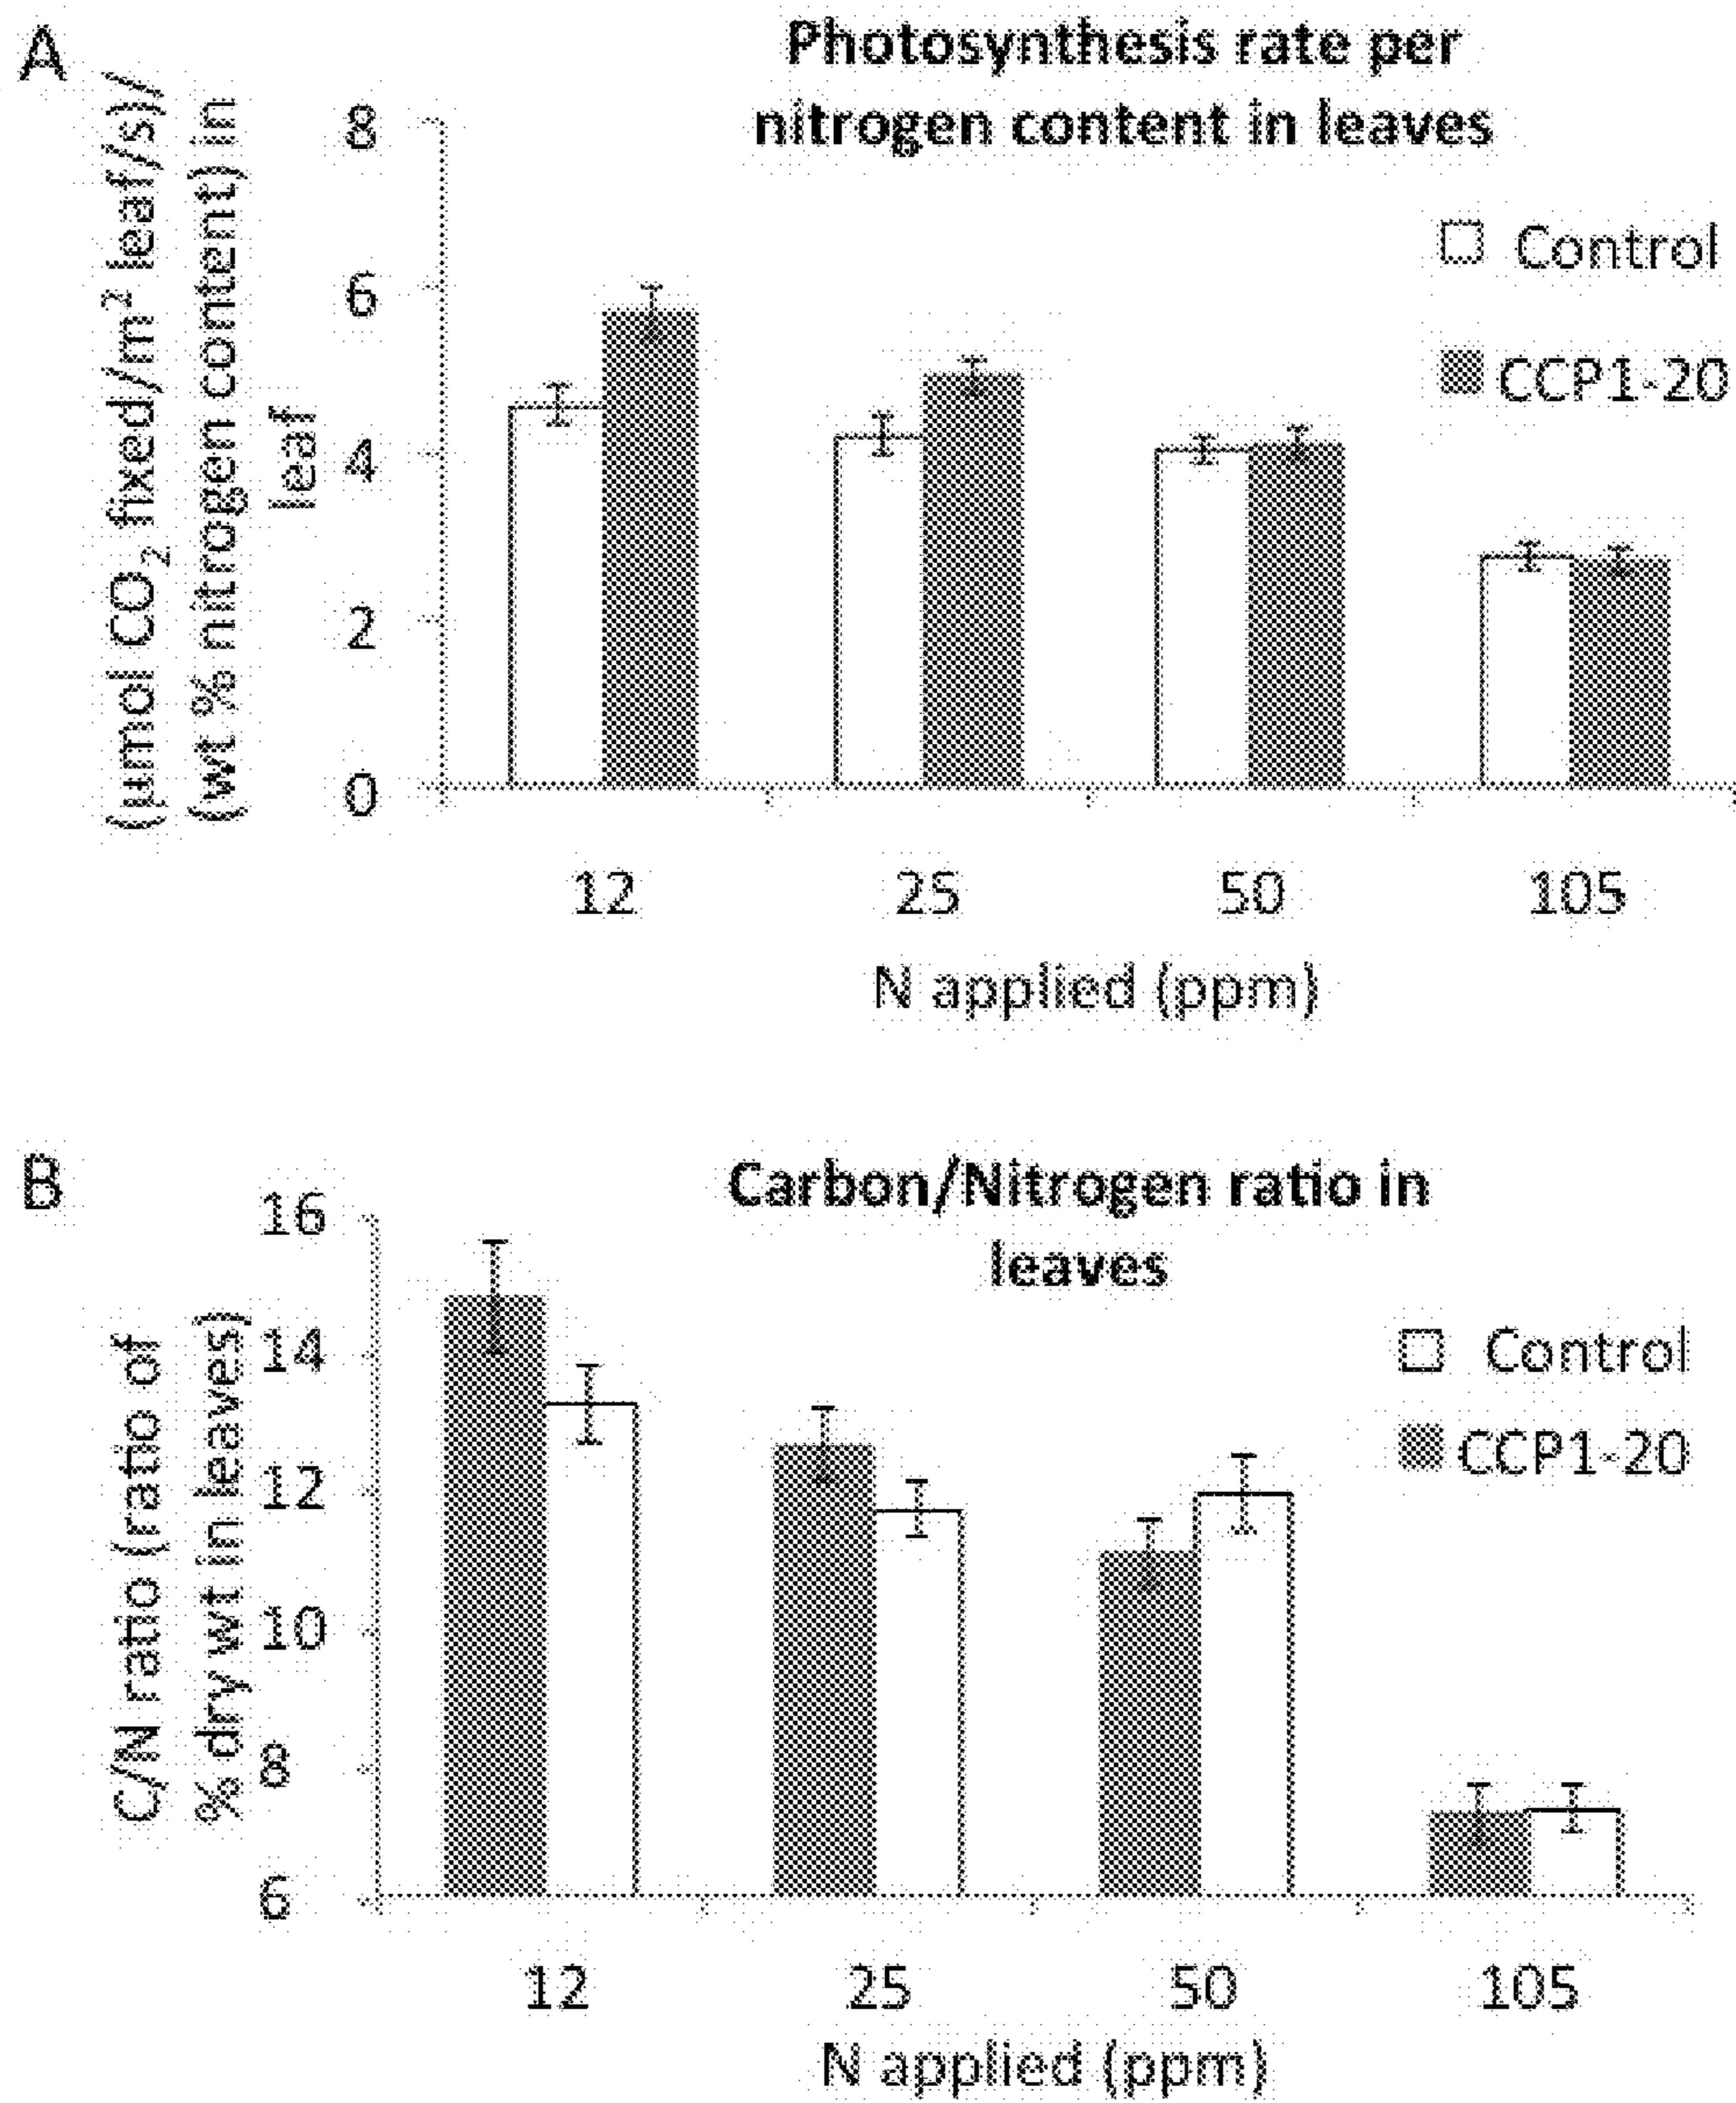 A
Photosynthesis rate per
nitrogen content in leaves
(µmol CO₂ fixed/m² leaf/s)/
(wt % nitrogen content) in
leaf
8
6
4
2
0
Control
CCP1-20
12 25 50 105
N applied (ppm)
B
Carbon/Nitrogen ratio in
leaves
C/N ratio (ratio of
% dry wt in leaves)
16
14
12
10
8
6
Control
CCP1-20
12 25 50 105
N applied (ppm)